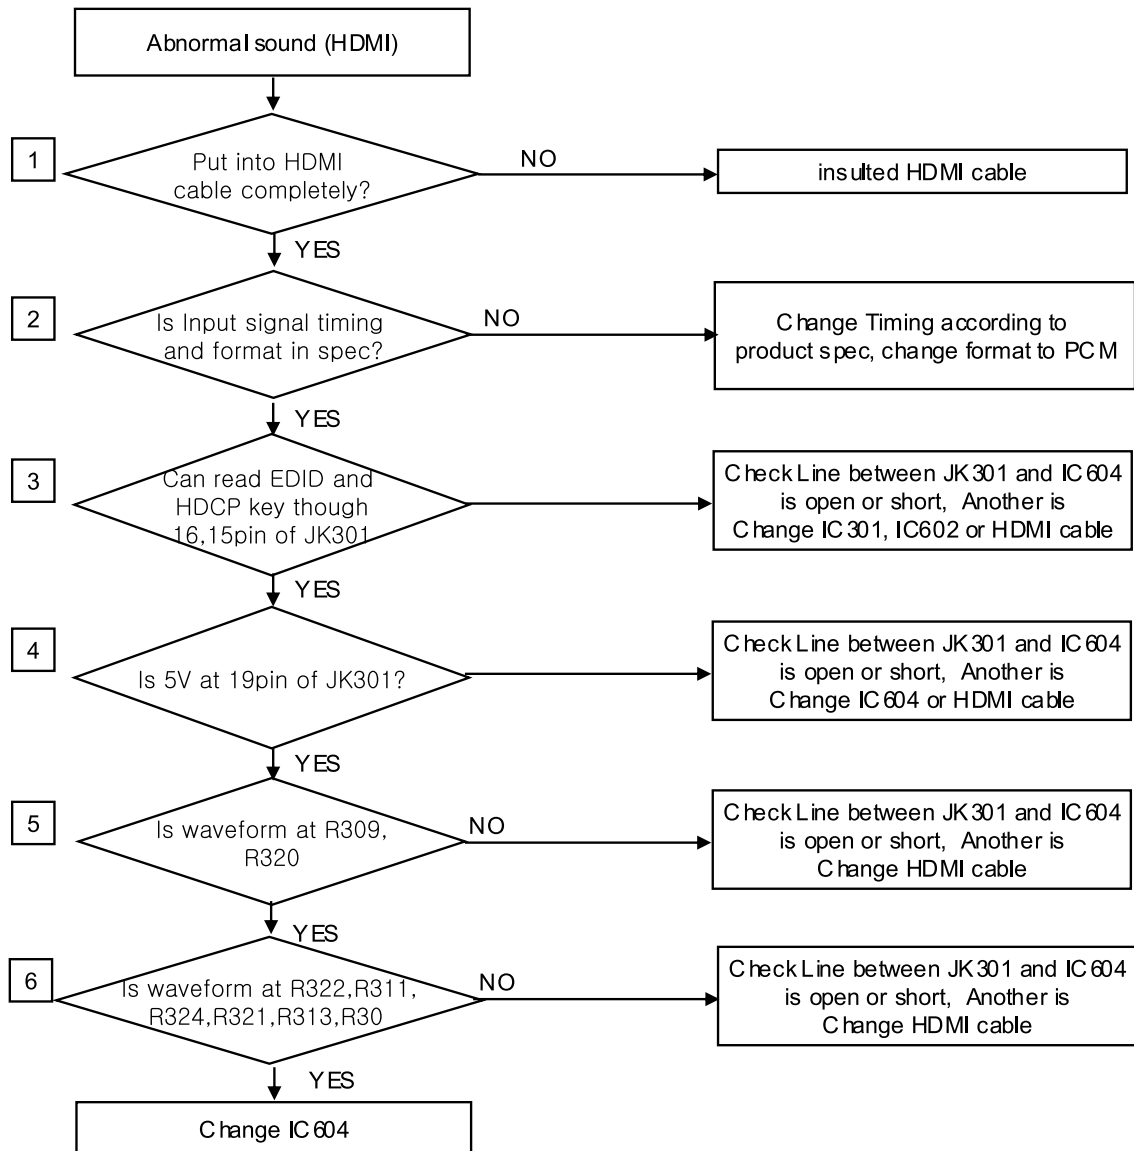 Abnormal sound (HDMI)
1
Put into HDMI
cable completely?
NO
insulted HDMI cable
YES
2
Is Input signal timing
and format in spec?
NO
Change Timing according to
product spec, change format to PCM
YES
3
Can read EDID and
HDCP key though
16,15pin of JK301
Check Line between JK301 and IC604
is open or short, Another is
Change IC301, IC602 or HDMI cable
YES
4
Is 5V at 19pin of JK301?
Check Line between JK301 and IC604
is open or short, Another is
Change IC604 or HDMI cable
YES
5
Is waveform at R309,
R320
NO
Check Line between JK301 and IC604
is open or short, Another is
Change HDMI cable
YES
6
Is waveform at R322,R311,
R324,R321,R313,R30
NO
Check Line between JK301 and IC604
is open or short, Another is
Change HDMI cable
YES
Change IC604